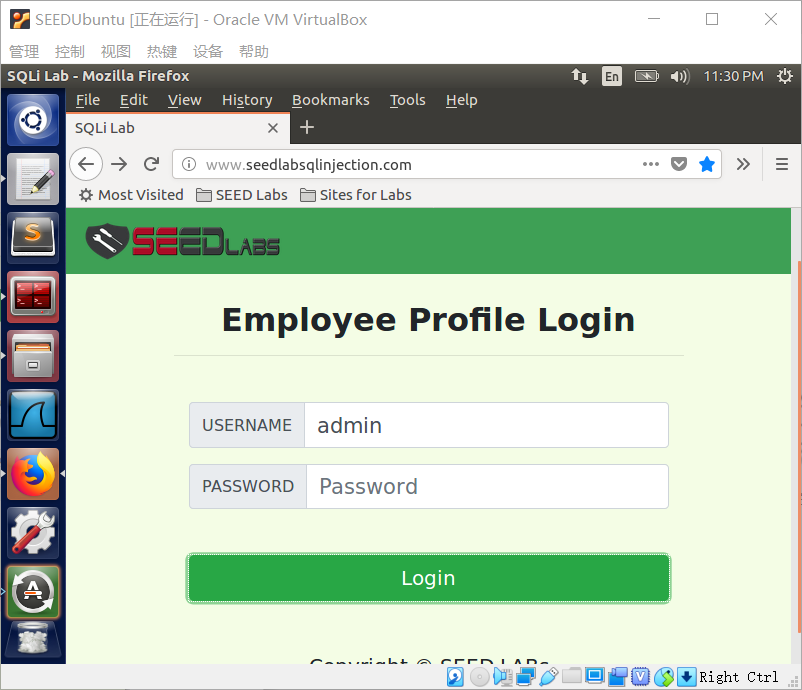 SEEDUbuntu [正在运行] - Oracle VM VirtualBox
管理 控制 视图 热键 设备 帮助
SQLi Lab - Mozilla Firefox En 11:30 PM
File Edit View History Bookmarks Tools Help
SQLi Lab
www.seedlabsqlinjection.com
Most Visited SEED Labs Sites for Labs
SEEDLABS
Employee Profile Login
USERNAME admin
PASSWORD Password
Login
Copyright © SEED LABs
Right Ctrl